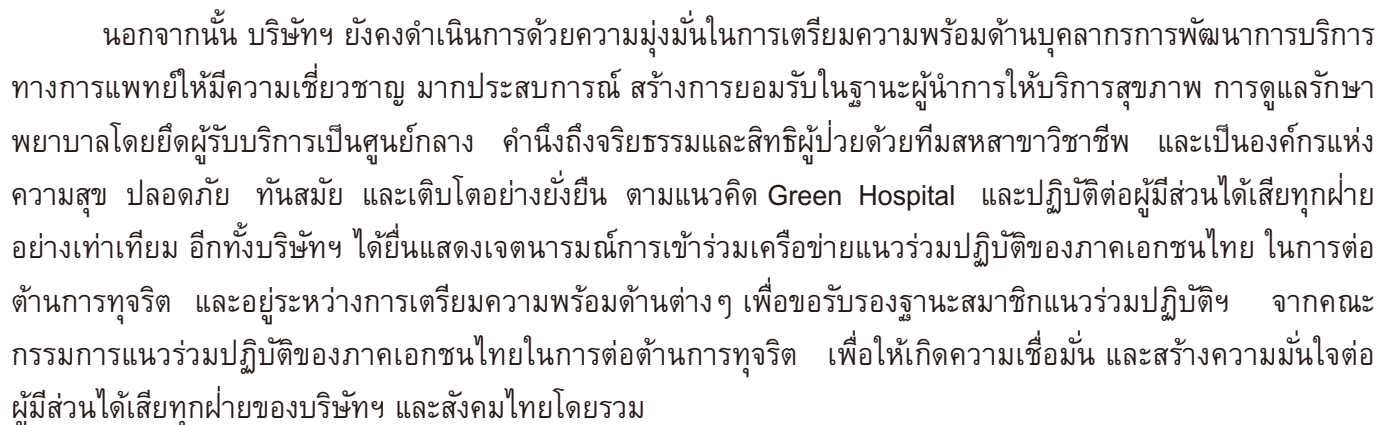 นอกจากนั้น บริษัทฯ ยังคงดำเนินการด้วยความมุ่งมั่นในการเตรียมความพร้อมด้านบุคลากรการพัฒนาการบริการ
ทางการแพทย์ให้มีความเชี่ยวชาญ มากประสบการณ์ สร้างการยอมรับในฐานะผู้นำการให้บริการสุขภาพ การดูแลรักษา
พยาบาลโดยยึดผู้รับบริการเป็นศูนย์กลาง คำนึงถึงจริยธรรมและสิทธิผู้ป่วยด้วยทีมสหสาขาวิชาชีพ และเป็นองค์กรแห่ง
ความสุข ปลอดภัย ทันสมัย และเติบโตอย่างยั่งยืน ตามแนวคิด Green Hospital และปฏิบัติต่อผู้มีส่วนได้เสียทุกฝ่าย
อย่างเท่าเทียม อีกทั้งบริษัทฯ ได้ยื่นแสดงเจตนารมณ์การเข้าร่วมเครือข่ายแนวร่วมปฏิบัติของภาคเอกชนไทย ในการต่อ
ต้านการทุจริต และอยู่ระหว่างการเตรียมความพร้อมด้านต่างๆ เพื่อขอรับรองฐานะสมาชิกแนวร่วมปฏิบัติฯ จากคณะ
กรรมการแนวร่วมปฏิบัติของภาคเอกชนไทยในการต่อต้านการทุจริต เพื่อให้เกิดความเชื่อมั่น และสร้างความมั่นใจต่อ
ผู้มีส่วนได้เสียทุกฝ่ายของบริษัทฯ และสังคมไทยโดยรวม